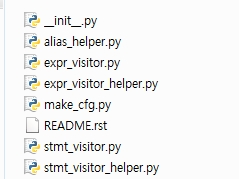 __init__.py
alias_helper.py
expr_visitor.py
expr_visitor_helper.py
make_cfg.py
README.rst
stmt_visitor.py
stmt_visitor_helper.py